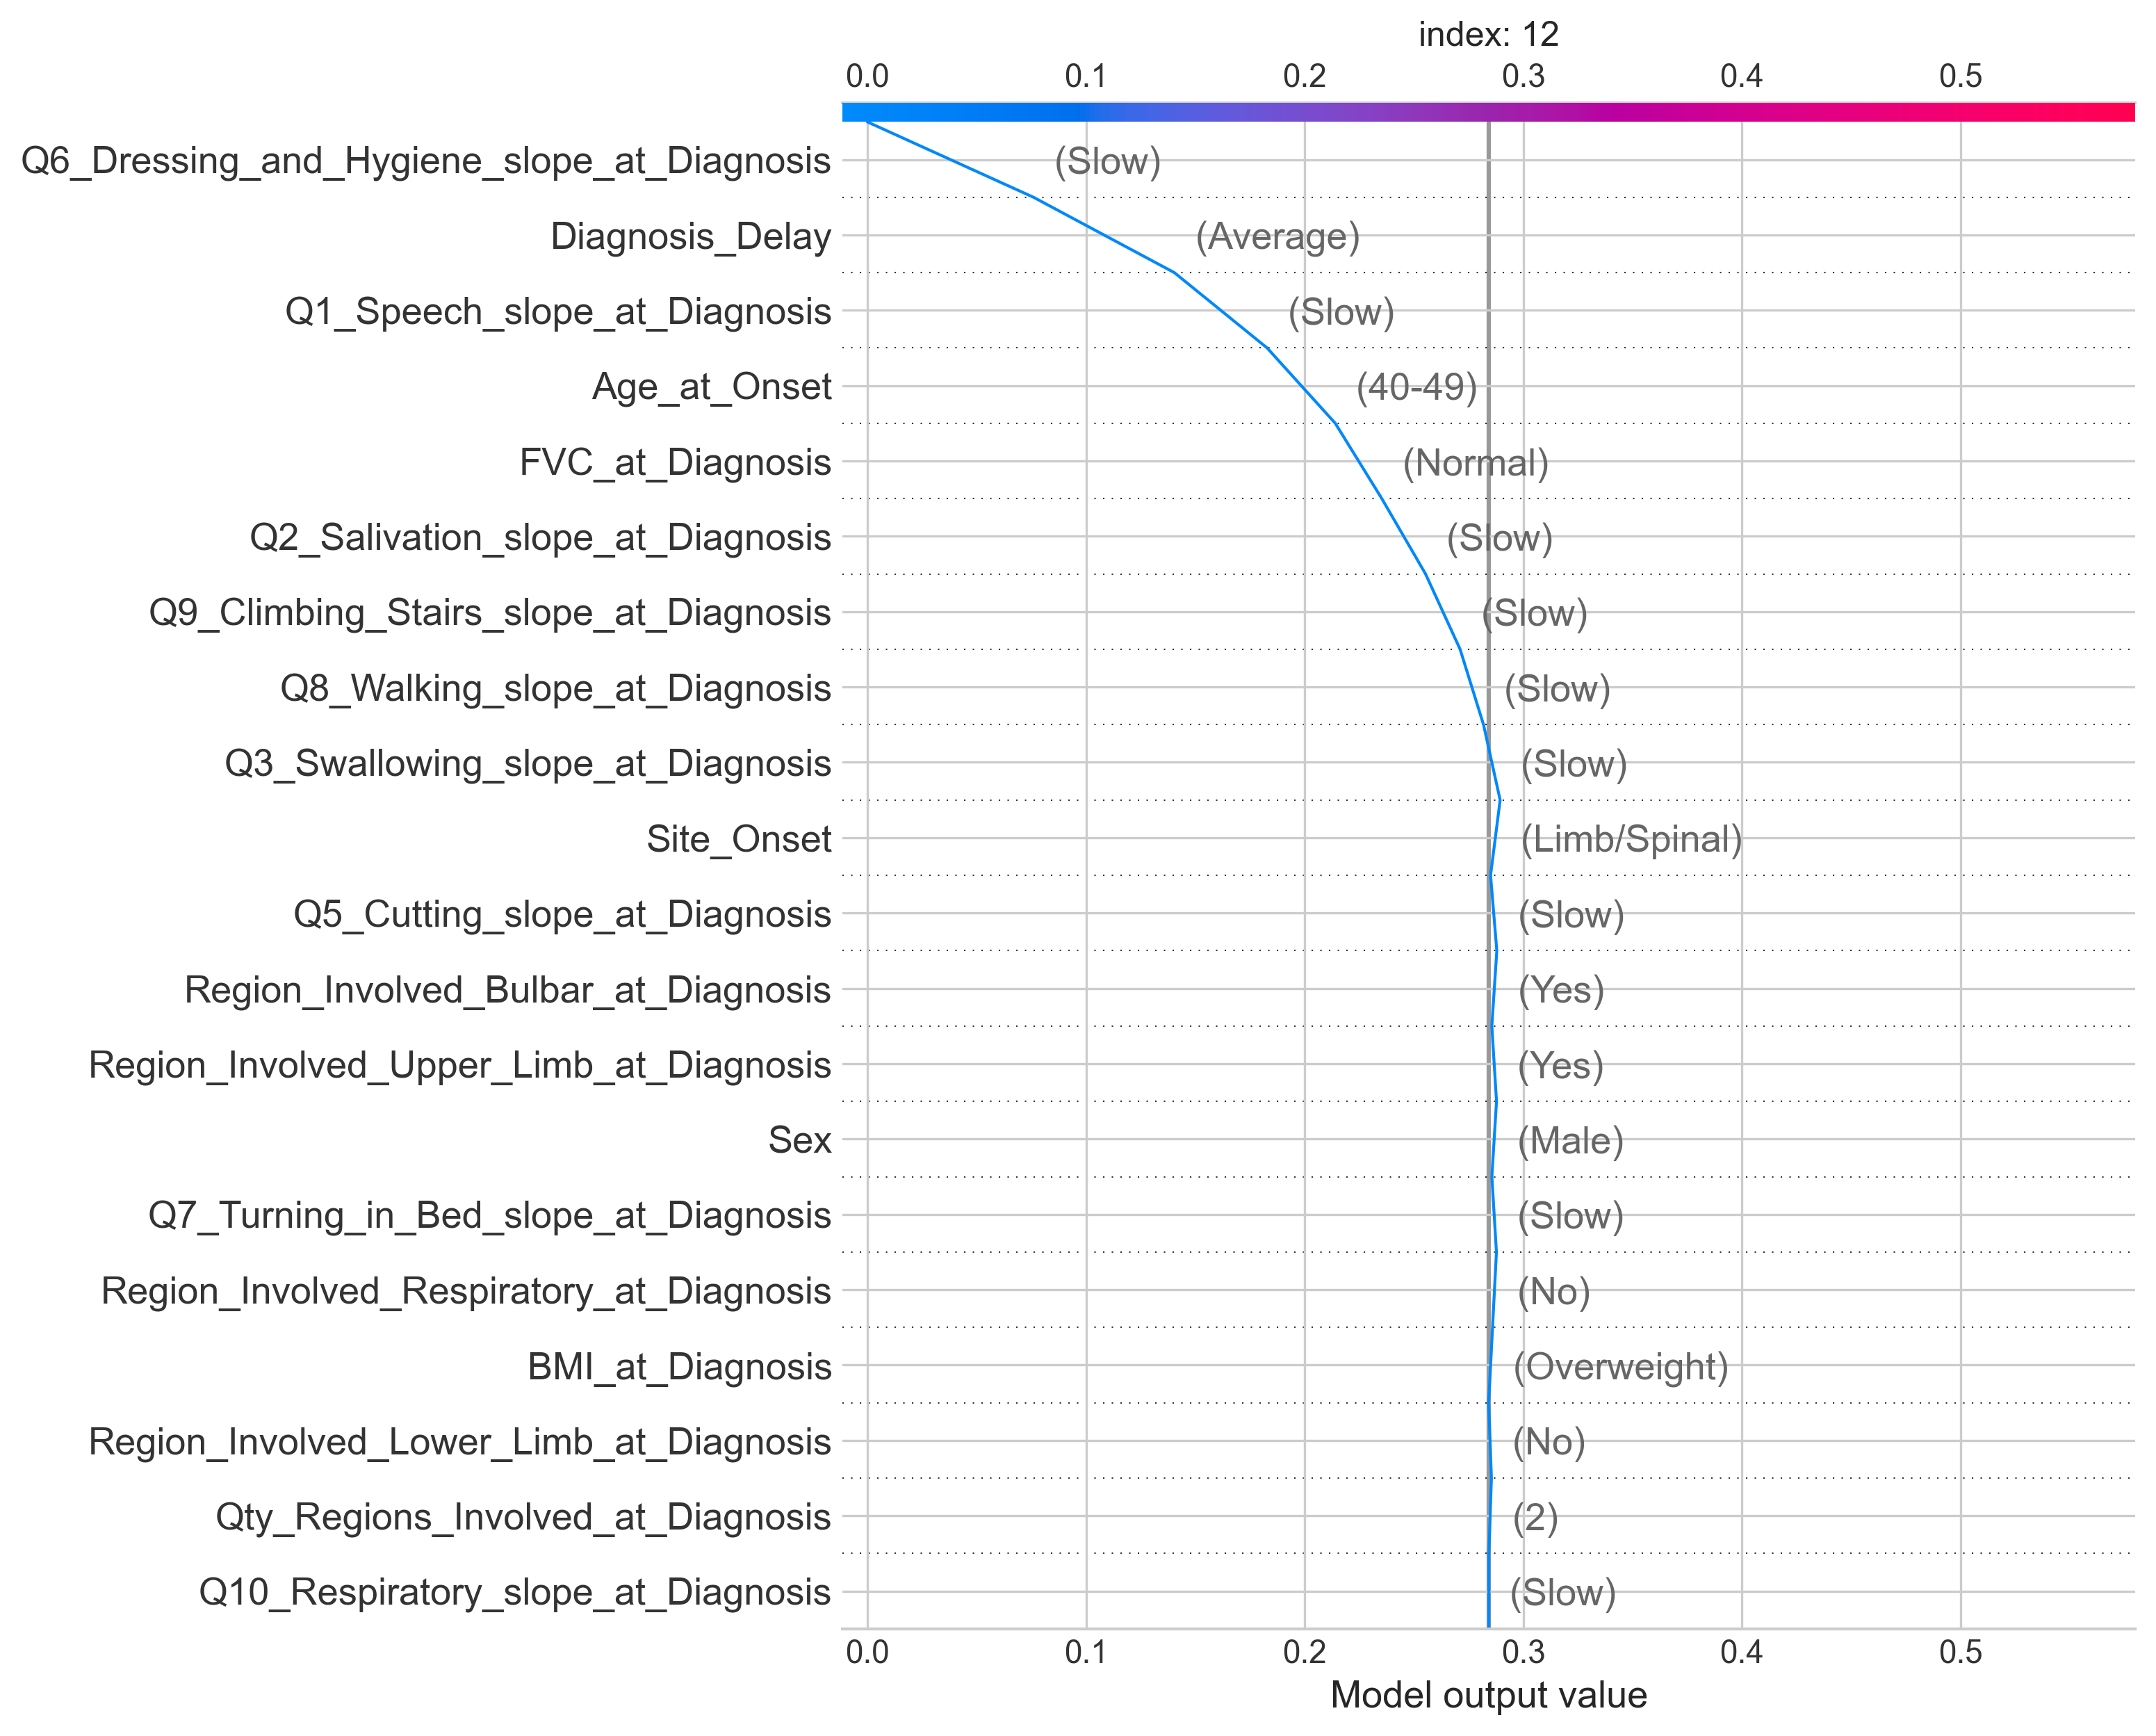 index: 12
0.0 0.1 0.2 0.3 0.4 0.5
Q6_Dressing_and_Hygiene_slope_at_Diagnosis (Slow)
Diagnosis_Delay (Average)
Q1_Speech_slope_at_Diagnosis (Slow)
Age_at_Onset (40-49)
FVC_at_Diagnosis (Normal)
Q2_Salivation_slope_at_Diagnosis (Slow)
Q9_Climbing_Stairs_slope_at_Diagnosis (Slow)
Q8_Walking_slope_at_Diagnosis (Slow)
Q3_Swallowing_slope_at_Diagnosis (Slow)
Site_Onset (Limb/Spinal)
Q5_Cutting_slope_at_Diagnosis (Slow)
Region_Involved_Bulbar_at_Diagnosis (Yes)
Region_Involved_Upper_Limb_at_Diagnosis (Yes)
Sex (Male)
Q7_Turning_in_Bed_slope_at_Diagnosis (Slow)
Region_Involved_Respiratory_at_Diagnosis (No)
BMI_at_Diagnosis (Overweight)
Region_Involved_Lower_Limb_at_Diagnosis (No)
Qty_Regions_Involved_at_Diagnosis (2)
Q10_Respiratory_slope_at_Diagnosis (Slow)
0.0 0.1 0.2 0.3 0.4 0.5
Model output value